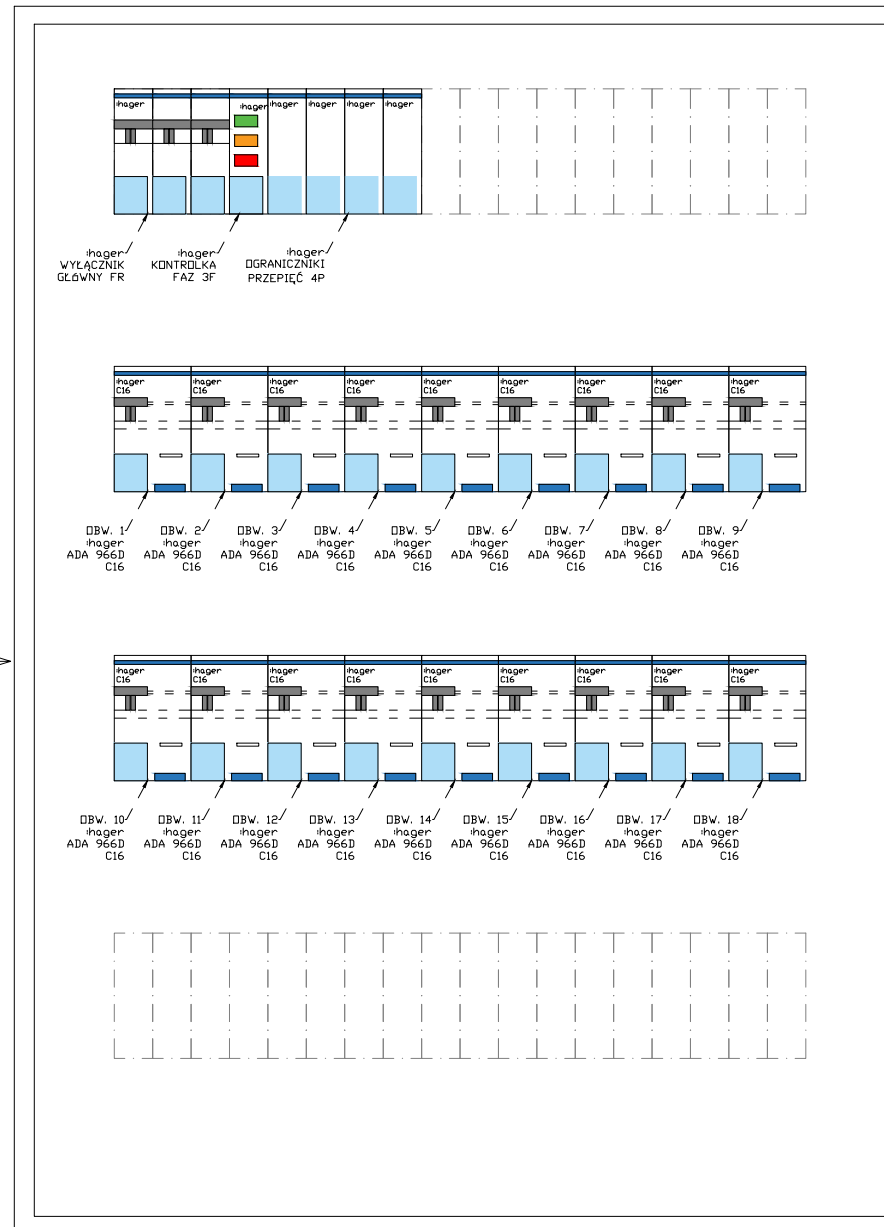 :hager
:hager
:hager
:hager
:hager
:hager
:hager
WYŁĄCZNIK
GŁÓWNY FR
:hager
KONTROLKA
FAZ 3F
:hager
OGRANICZNIKI
PRZEPIĘĆ 4P
:hager
C16
:hager
C16
:hager
C16
:hager
C16
:hager
C16
:hager
C16
:hager
C16
:hager
C16
:hager
C16
OBW. 1
:hager
ADA 966D
C16
OBW. 2
:hager
ADA 966D
C16
OBW. 3
:hager
ADA 966D
C16
OBW. 4
:hager
ADA 966D
C16
OBW. 5
:hager
ADA 966D
C16
OBW. 6
:hager
ADA 966D
C16
OBW. 7
:hager
ADA 966D
C16
OBW. 8
:hager
ADA 966D
C16
OBW. 9
:hager
ADA 966D
C16
:hager
C16
:hager
C16
:hager
C16
:hager
C16
:hager
C16
:hager
C16
:hager
C16
:hager
C16
:hager
C16
OBW. 10
:hager
ADA 966D
C16
OBW. 11
:hager
ADA 966D
C16
OBW. 12
:hager
ADA 966D
C16
OBW. 13
:hager
ADA 966D
C16
OBW. 14
:hager
ADA 966D
C16
OBW. 15
:hager
ADA 966D
C16
OBW. 16
:hager
ADA 966D
C16
OBW. 17
:hager
ADA 966D
C16
OBW. 18
:hager
ADA 966D
C16